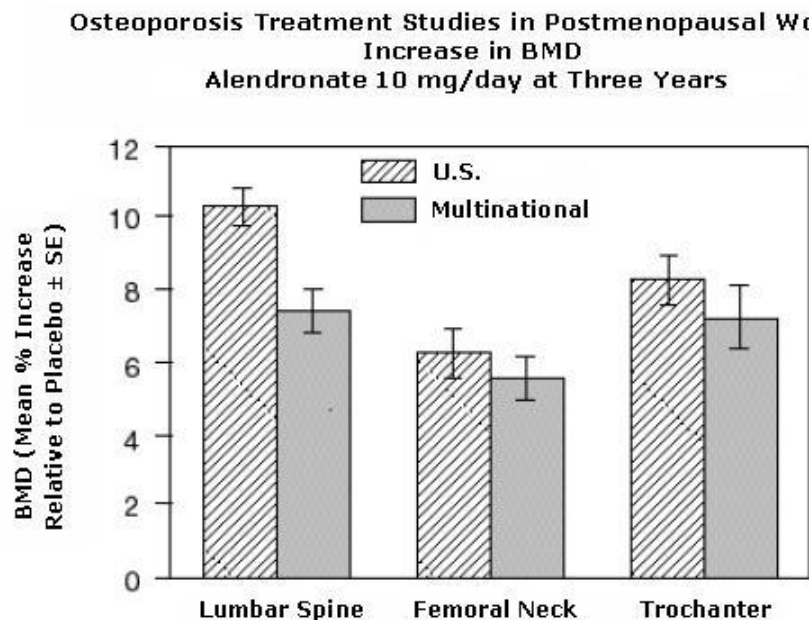 Osteoporosis Treatment Studies in Postmenopausal
Increase in BMD
Alendronate 10 mg/day at Three Years
12
10
8
6
4
2
0
BMD (Mean % Increase
Relative to Placebo ± SE)
U.S.
Multinational
Lumbar Spine
Femoral Neck
Trochanter